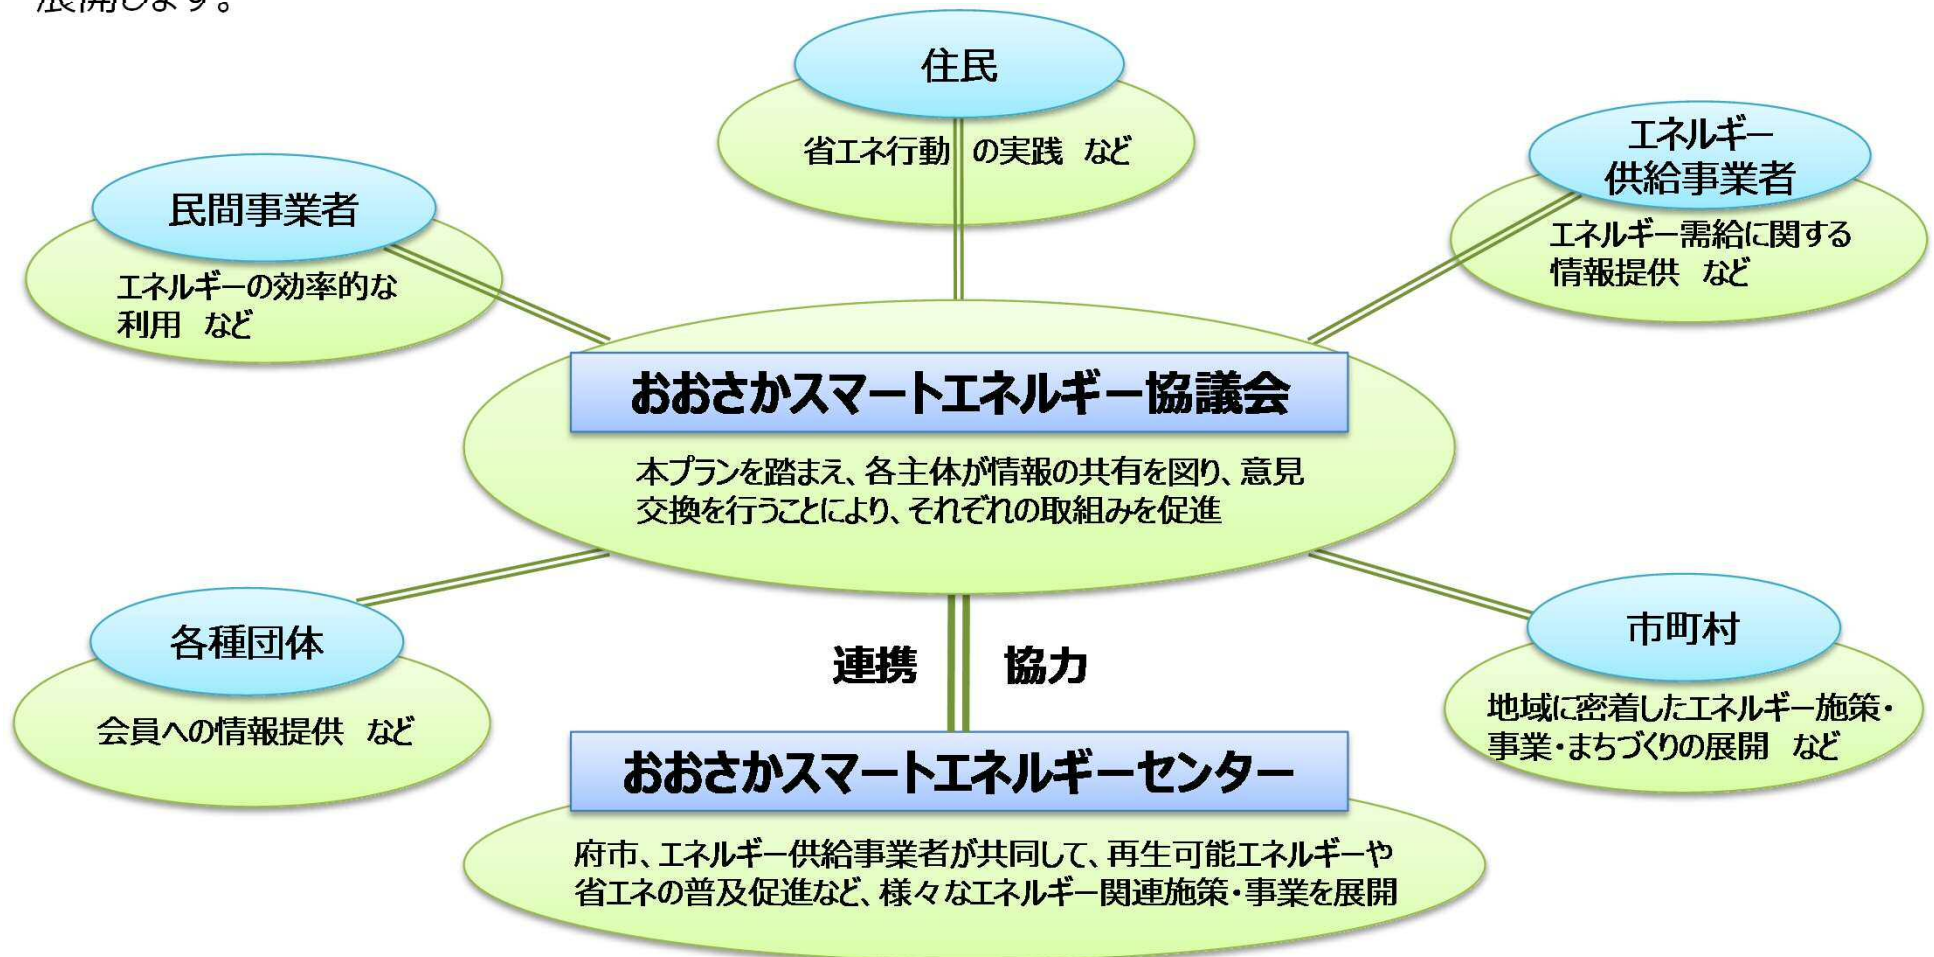 展開します。
住民
省エネ行動 の実践 など
エネルギー
供給事業者
エネルギー需給に関する
情報提供 など
民間事業者
エネルギーの効率的な
利用 など
おおさかスマートエネルギー協議会
本プランを踏まえ、各主体が情報の共有を図り、意見
交換を行うことにより、それぞれの取組みを促進
各種団体
会員への情報提供 など
連携 協力
市町村
地域に密着したエネルギー施策・
事業・まちづくりの展開 など
おおさかスマートエネルギーセンター
府市、エネルギー供給事業者が共同して、再生可能エネルギーや
省エネの普及促進など、様々なエネルギー関連施策・事業を展開